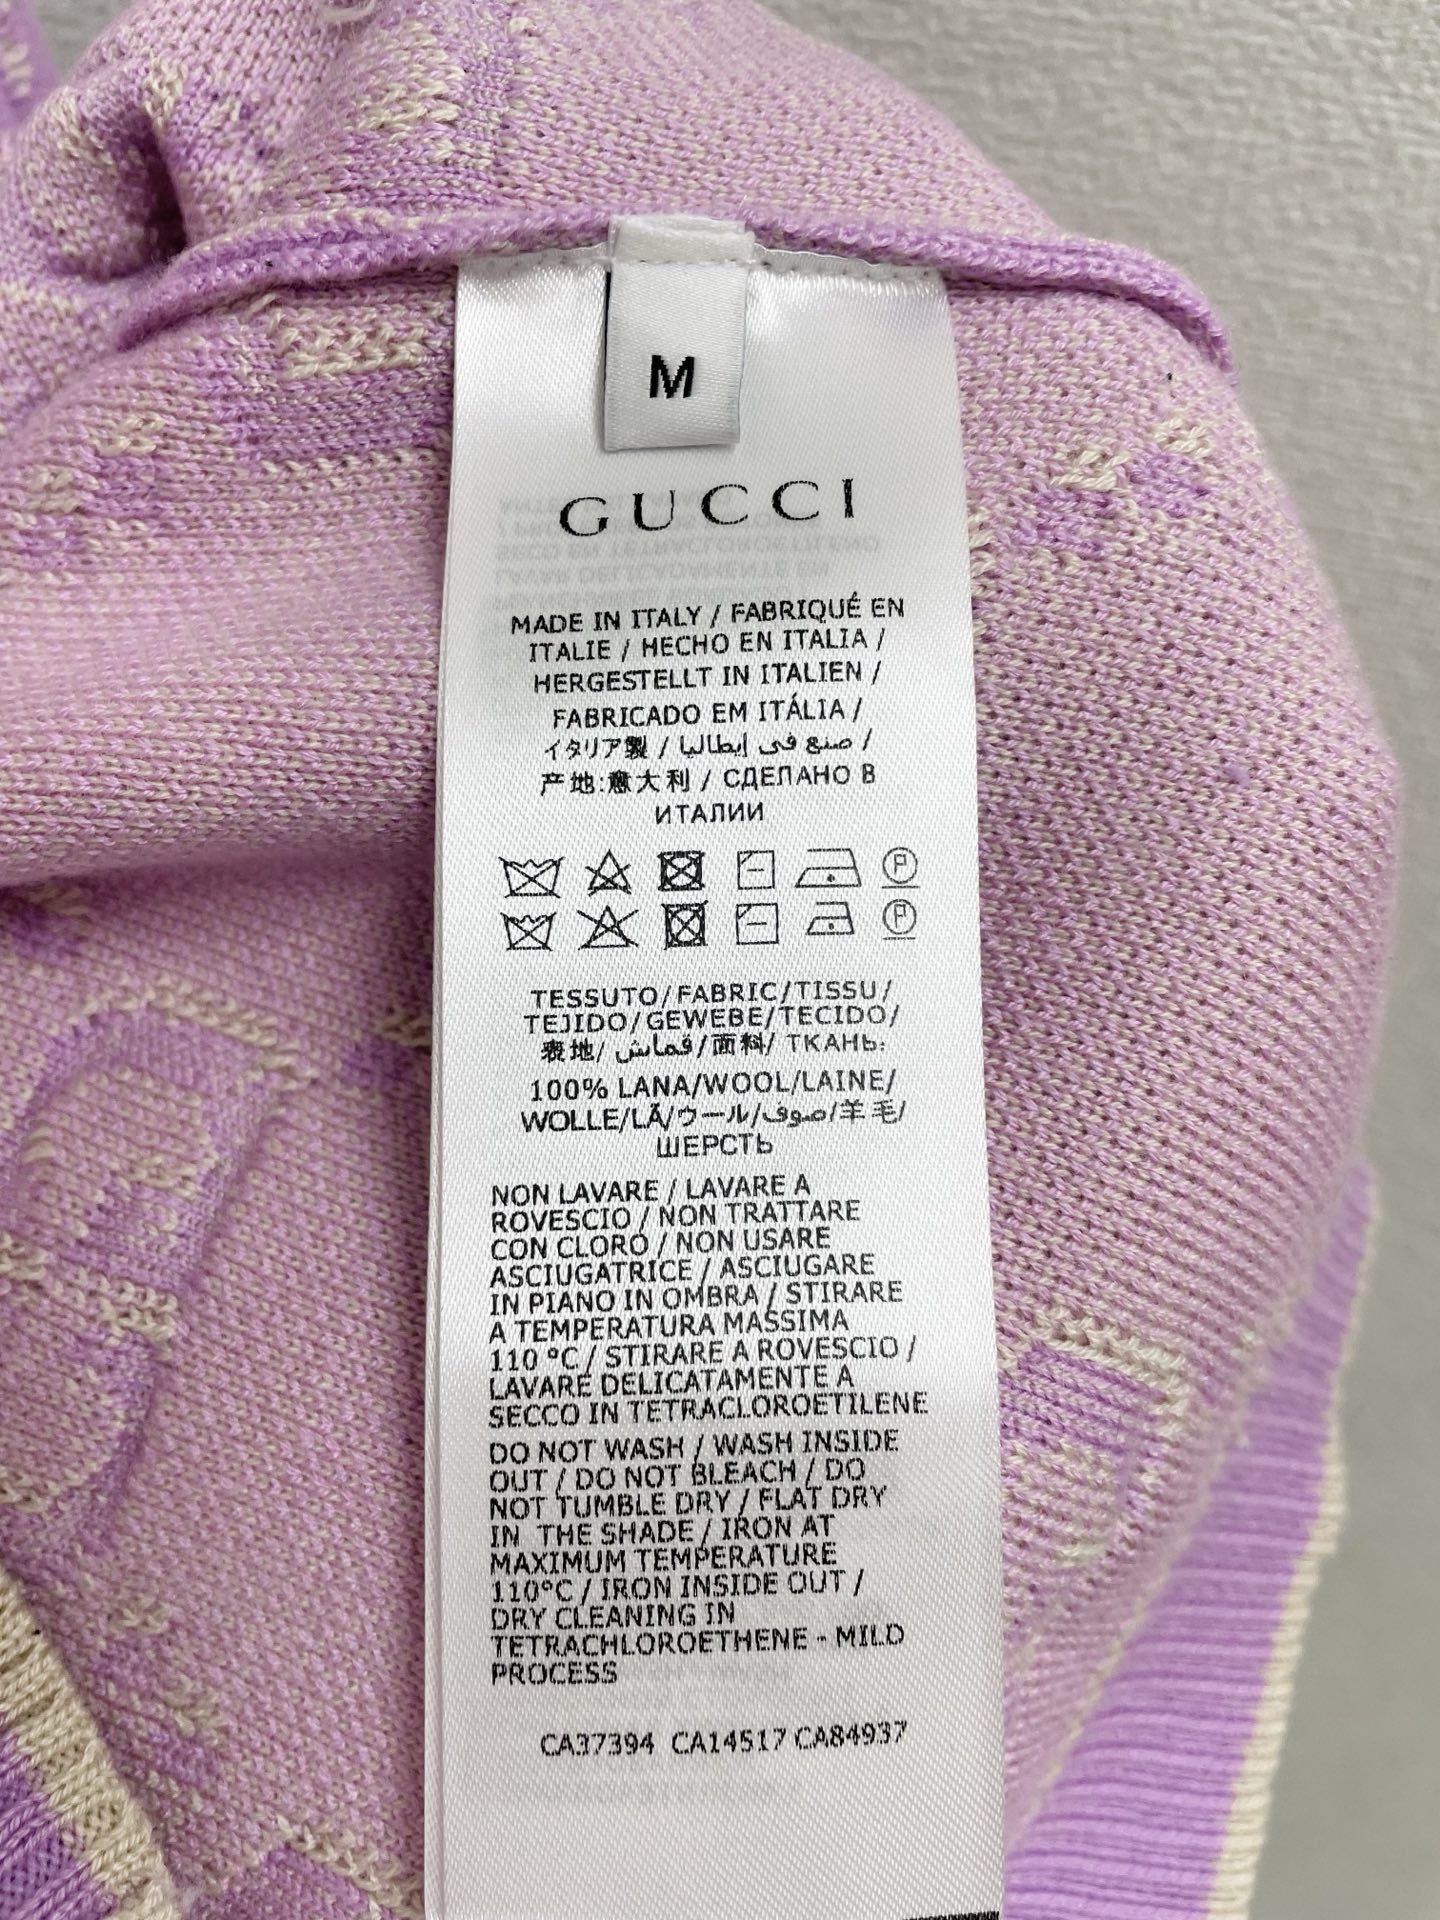 M
GUCCI
MADE IN ITALY / FABRIQUÉ EN
ITALIE / HECHO EN ITALIA /
HERGESTELLT IN ITALIEN /
FABRICADO EM ITÁLIA /
イタリア製 / صنع في إيطاليا /
产地:意大利 / СДЕЛАНО В
ИТАЛИИ
P
P
TESSUTO/FABRIC/TISSU/
TEJIDO/GEWEBE/TECIDO/
表地/ قماش/面料/ ТКАНЬ:
100% LANA/WOOL/LAINE/
WOLLE/LÃ/ウール/صوف/羊毛/
ШЕРСТЬ
NON LAVARE / LAVARE A
ROVESCIO / NON TRATTARE
CON CLORO / NON USARE
ASCIUGATRICE / ASCIUGARE
IN PIANO IN OMBRA / STIRARE
A TEMPERATURA MASSIMA
110 °C / STIRARE A ROVESCIO /
LAVARE DELICATAMENTE A
SECCO IN TETRACLOROETILENE
DO NOT WASH / WASH INSIDE
OUT / DO NOT BLEACH / DO
NOT TUMBLE DRY / FLAT DRY
IN THE SHADE / IRON AT
MAXIMUM TEMPERATURE
110°C / IRON INSIDE OUT /
DRY CLEANING IN
TETRACHLOROETHENE - MILD
PROCESS
CA37394 CA14517 CA84937